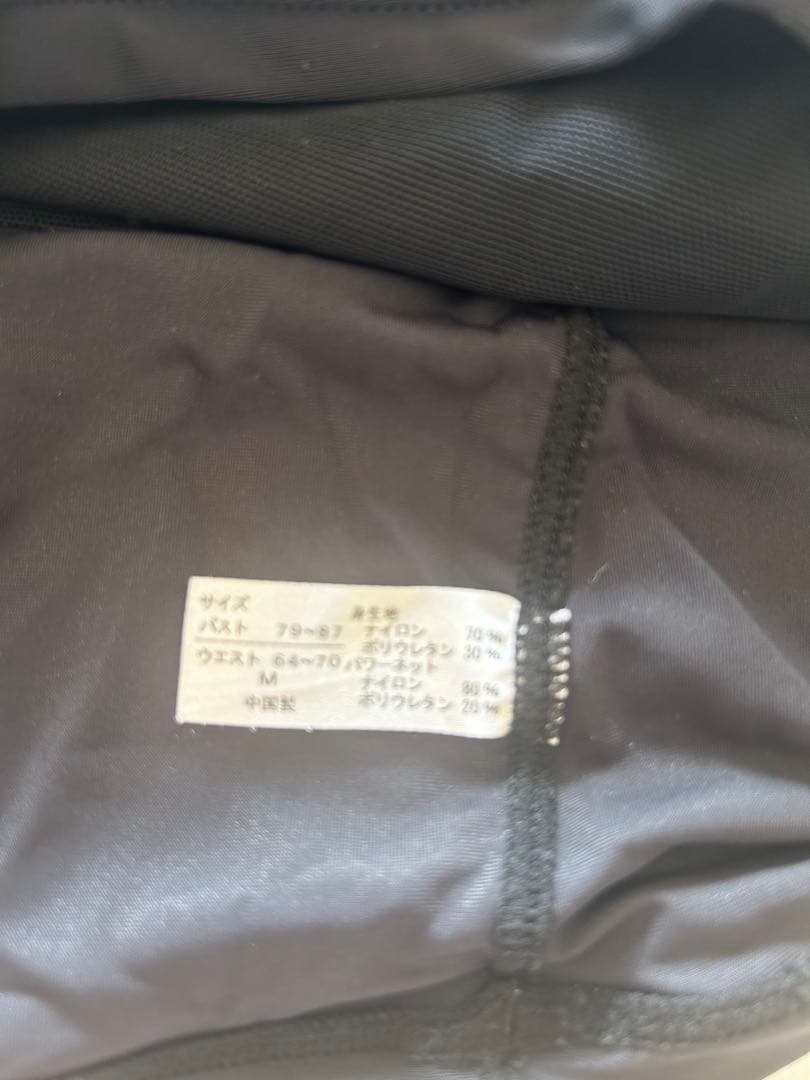 サイズ
バスト 79~87
ウエスト 64~70
M
中国製
身生地
ナイロン 70%
ポリウレタン 30%
パワーネット
ナイロン 80%
ポリウレタン 20%